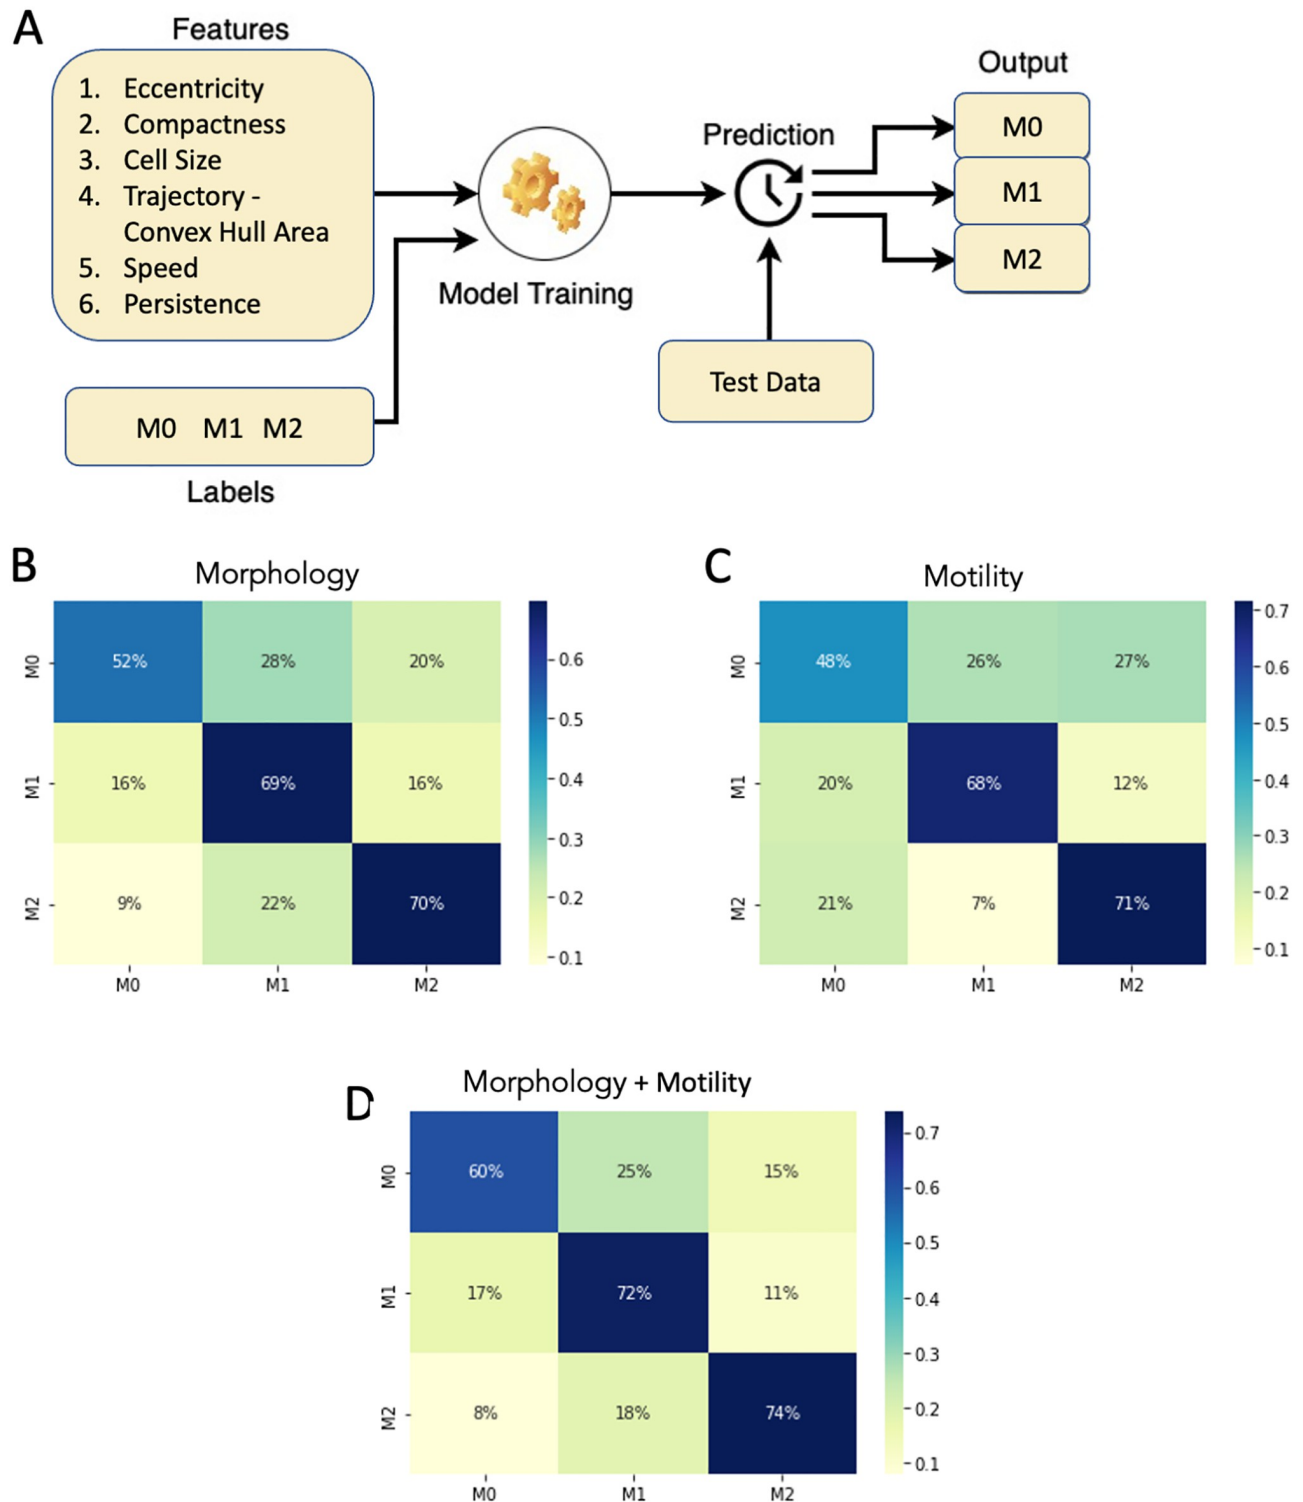 A
Features
1. Eccentricity
2. Compactness
3. Cell Size
4. Trajectory -
Convex Hull Area
5. Speed
6. Persistence
M0 M1 M2
Labels
Model Training
Prediction
Test Data
Output
M0
M1
M2
B
Morphology
M0
52% 28% 20%
M1
16% 69% 16%
M2
9% 22% 70%
M0 M1 M2
0.6
0.5
0.4
0.3
0.2
0.1
C
Motility
M0
48% 26% 27%
M1
20% 68% 12%
M2
21% 7% 71%
M0 M1 M2
0.7
0.6
0.5
0.4
0.3
0.2
0.1
D
Morphology + Motility
M0
60% 25% 15%
M1
17% 72% 11%
M2
8% 18% 74%
M0 M1 M2
0.7
0.6
0.5
0.4
0.3
0.2
0.1